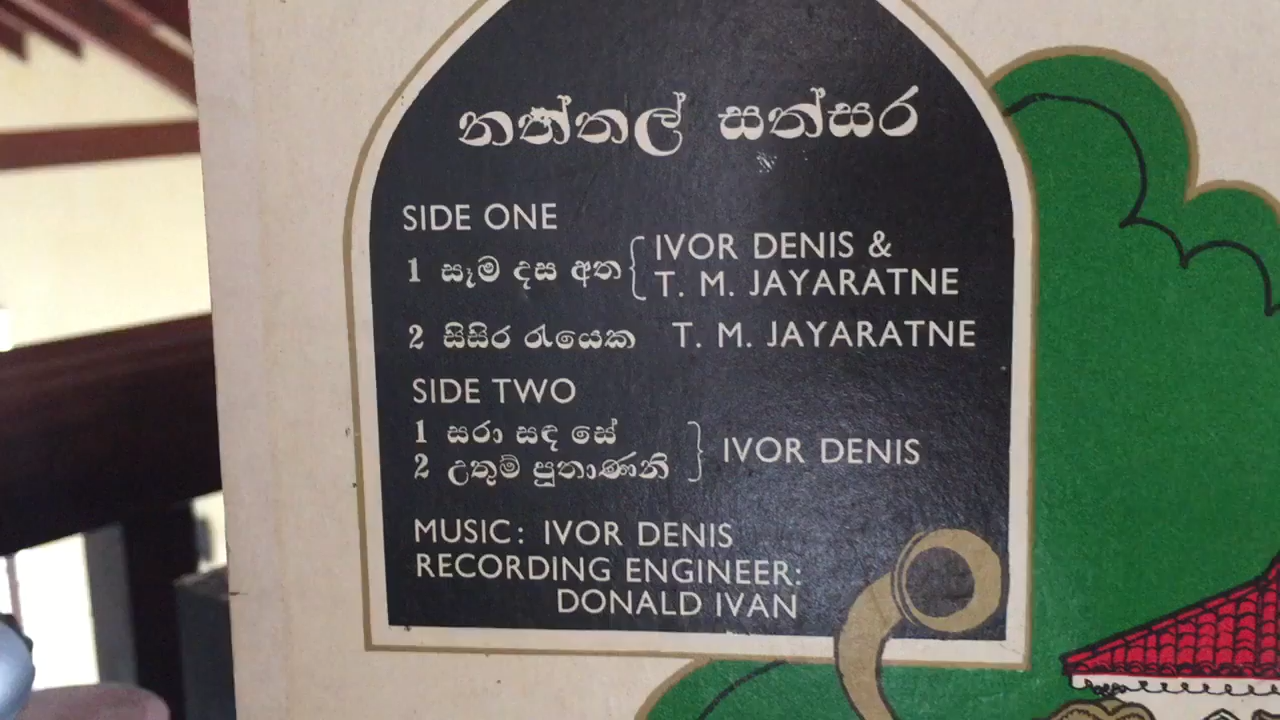 නත්තල් සත්සර
SIDE ONE
1 සෑම දස අත { IVOR DENIS &
T. M. JAYARATNE
2 සිසිර රැයෙක T. M. JAYARATNE
SIDE TWO
1 සරා සඳ සේ } IVOR DENIS
2 උතුම් පුතාණනි
MUSIC: IVOR DENIS
RECORDING ENGINEER:
DONALD IVAN